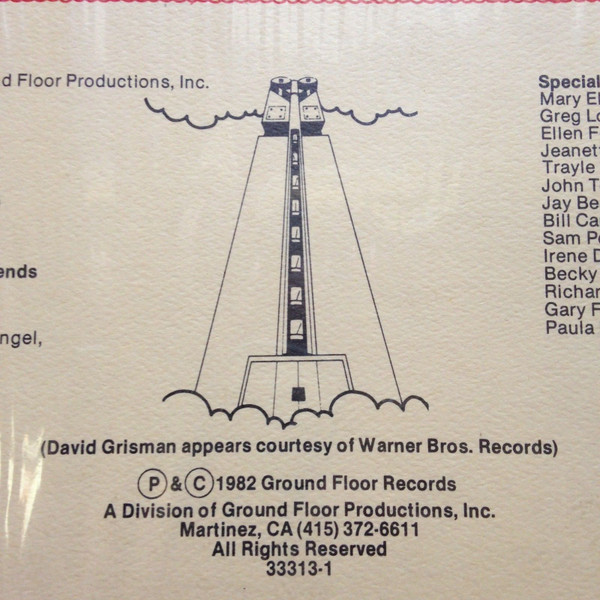 d Floor Productions, Inc.
ends
ngel,
Special
Mary El
Greg Lo
Ellen F
Jeanett
Trayle
John T
Jay Be
Bill Ca
Sam Pe
Irene D
Becky
Richar
Gary F
Paula
(David Grisman appears courtesy of Warner Bros. Records)
Ⓟ & Ⓒ 1982 Ground Floor Records
A Division of Ground Floor Productions, Inc.
Martinez, CA (415) 372-6611
All Rights Reserved
33313-1